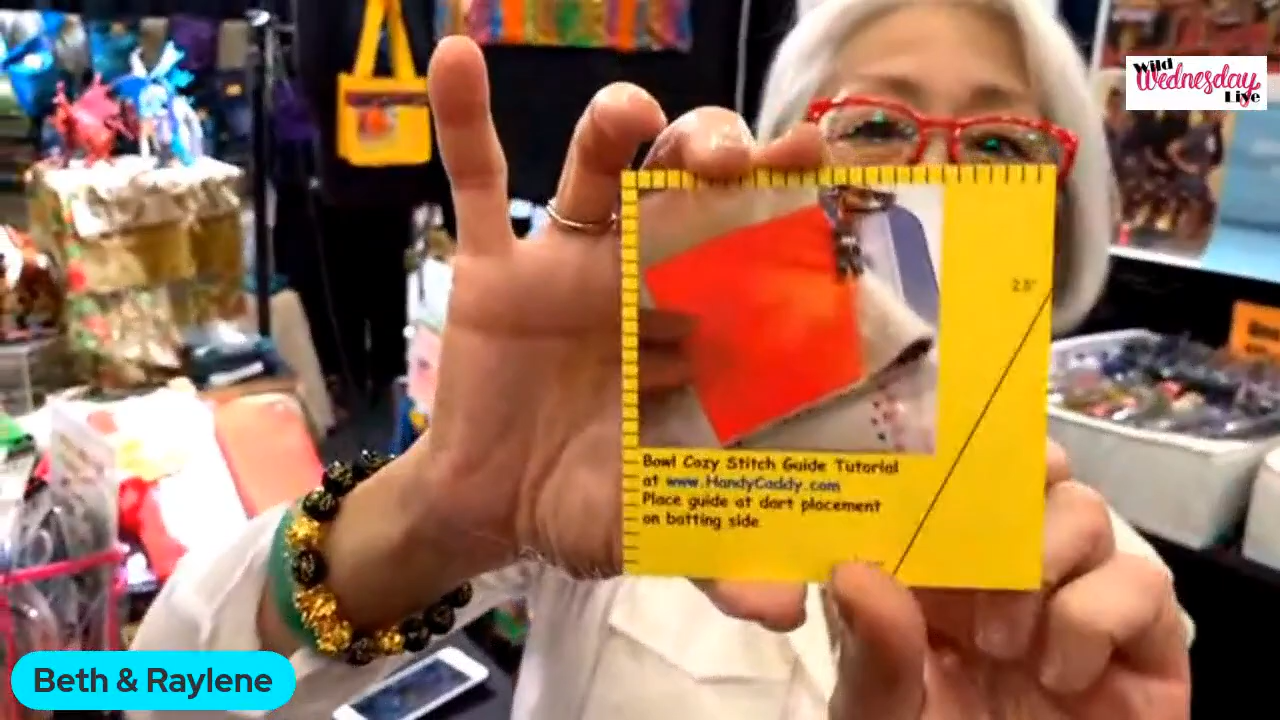 Wild
Wednesday
Live
2.5"
Bowl Cozy Stitch Guide Tutorial
at www.HandyCaddy.com
Place guide at dart placement
on batting side
Beth & Raylene